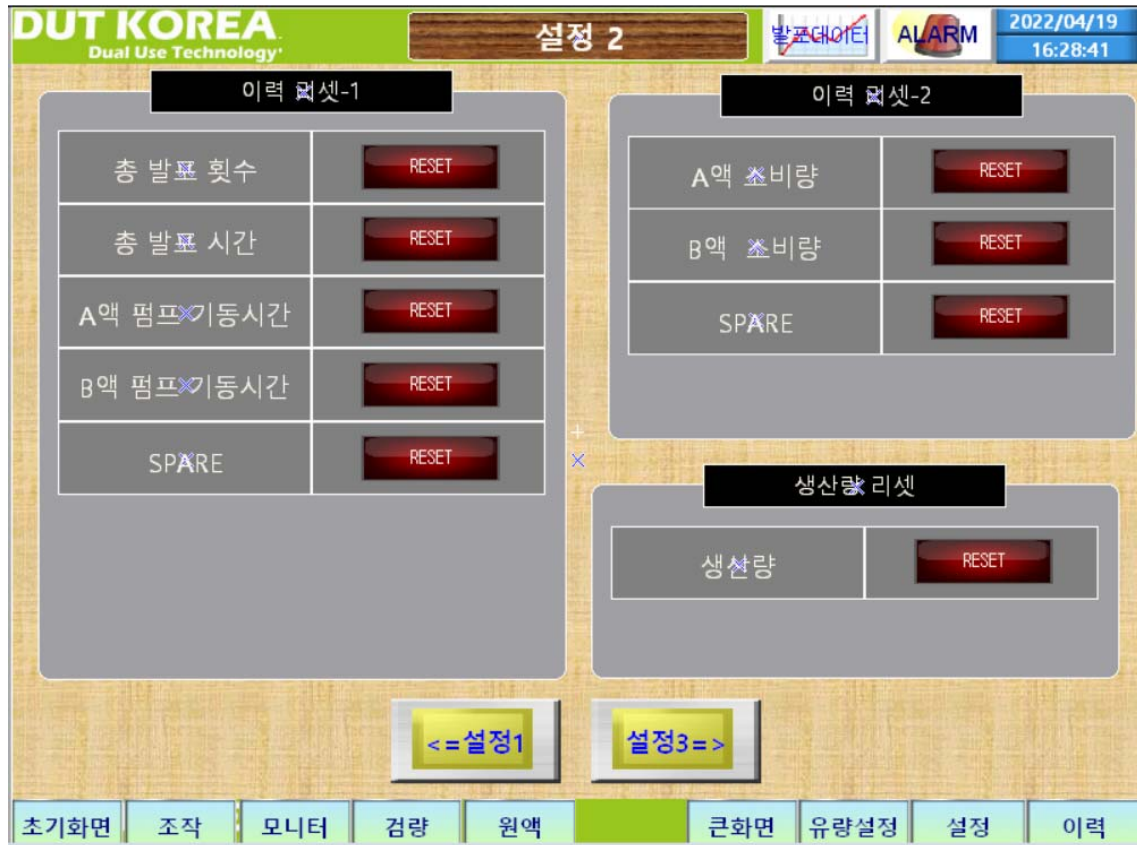 DUT KOREA.
Dual Use Technology'
설정 2
발포데이터
ALARM
2022/04/19
16:28:41
이력 리셋-1
총 발포 횟수
RESET
총 발포 시간
RESET
A액 펌프 기동시간
RESET
B액 펌프 기동시간
RESET
SPARE
RESET
이력 리셋-2
A액 소비량
RESET
B액 소비량
RESET
SPARE
RESET
생산량 리셋
생산량
RESET
<=설정1
설정3=>
초기화면
조작
모니터
검량
원액
큰화면
유량설정
설정
이력